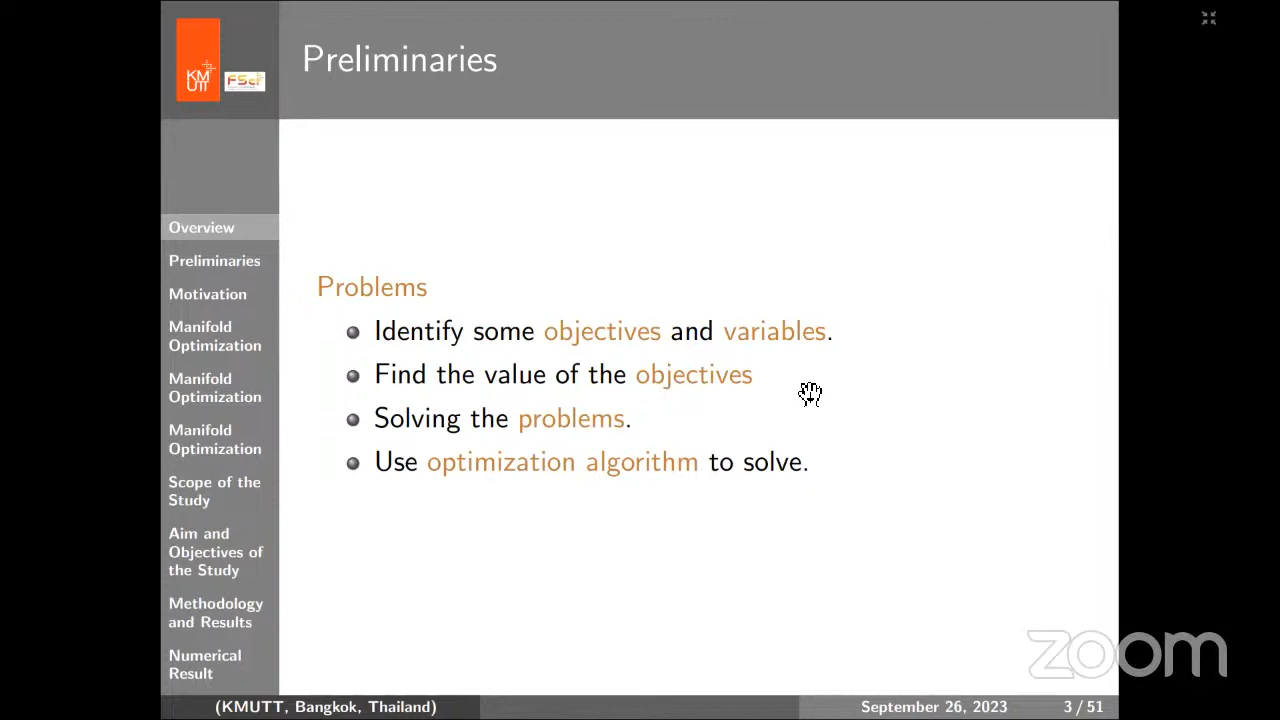 KM
UTT
FSci
Preliminaries
Overview
Preliminaries
Motivation
Manifold
Optimization
Manifold
Optimization
Manifold
Optimization
Scope of the
Study
Aim and
Objectives of
the Study
Methodology
and Results
Numerical
Result
Problems
Identify some objectives and variables.
Find the value of the objectives
Solving the problems.
Use optimization algorithm to solve.
zoom
(KMUTT, Bangkok, Thailand)
September 26, 2023
3 / 51